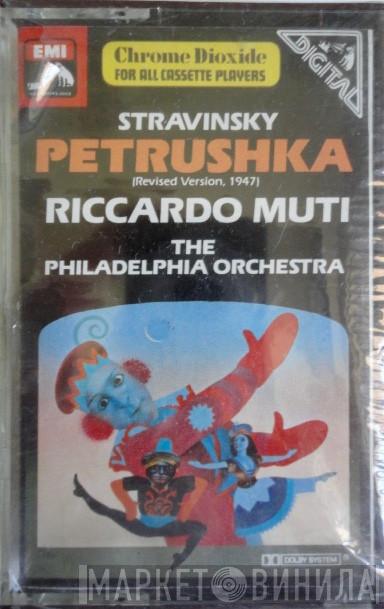 EMI
Chrome Dioxide
FOR ALL CASSETTE PLAYERS
DIGITAL
STRAVINSKY
PETRUSHKA
(Revised Version, 1947)
RICCARDO MUTI
THE
PHILADELPHIA ORCHESTRA
DOLBY SYSTEM
МАРКЕТ ВИНИЛА